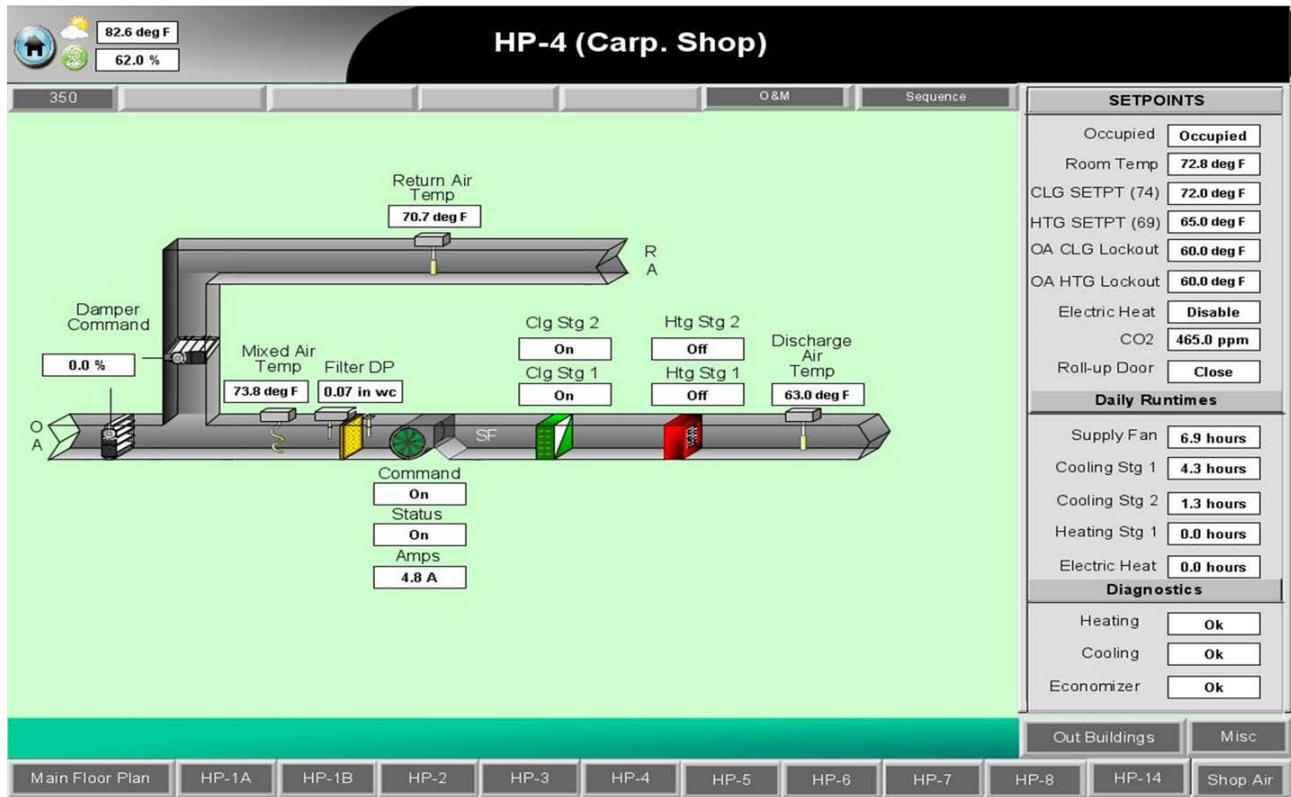 82.6 deg F
62.0 %
HP-4 (Carp. Shop)
350
O&M
Sequence
Return Air
Temp
70.7 deg F
R
A
Damper
Command
0.0 %
Mixed Air
Temp
73.8 deg F
Filter DP
0.07 in wc
Clg Stg 2
On
Clg Stg 1
On
Htg Stg 2
Off
Htg Stg 1
Off
Discharge
Air
Temp
63.0 deg F
O
A
SF
Command
On
Status
On
Amps
4.8 A
SETPOINTS
Occupied Occupied
Room Temp 72.8 deg F
CLG SETPT (74) 72.0 deg F
HTG SETPT (69) 65.0 deg F
OA CLG Lockout 60.0 deg F
OA HTG Lockout 60.0 deg F
Electric Heat Disable
CO2 465.0 ppm
Roll-up Door Close
Daily Runtimes
Supply Fan 6.9 hours
Cooling Stg 1 4.3 hours
Cooling Stg 2 1.3 hours
Heating Stg 1 0.0 hours
Electric Heat 0.0 hours
Diagnostics
Heating Ok
Cooling Ok
Economizer Ok
Out Buildings Misc
Main Floor Plan HP-1A HP-1B HP-2 HP-3 HP-4 HP-5 HP-6 HP-7 HP-8 HP-14 Shop Air